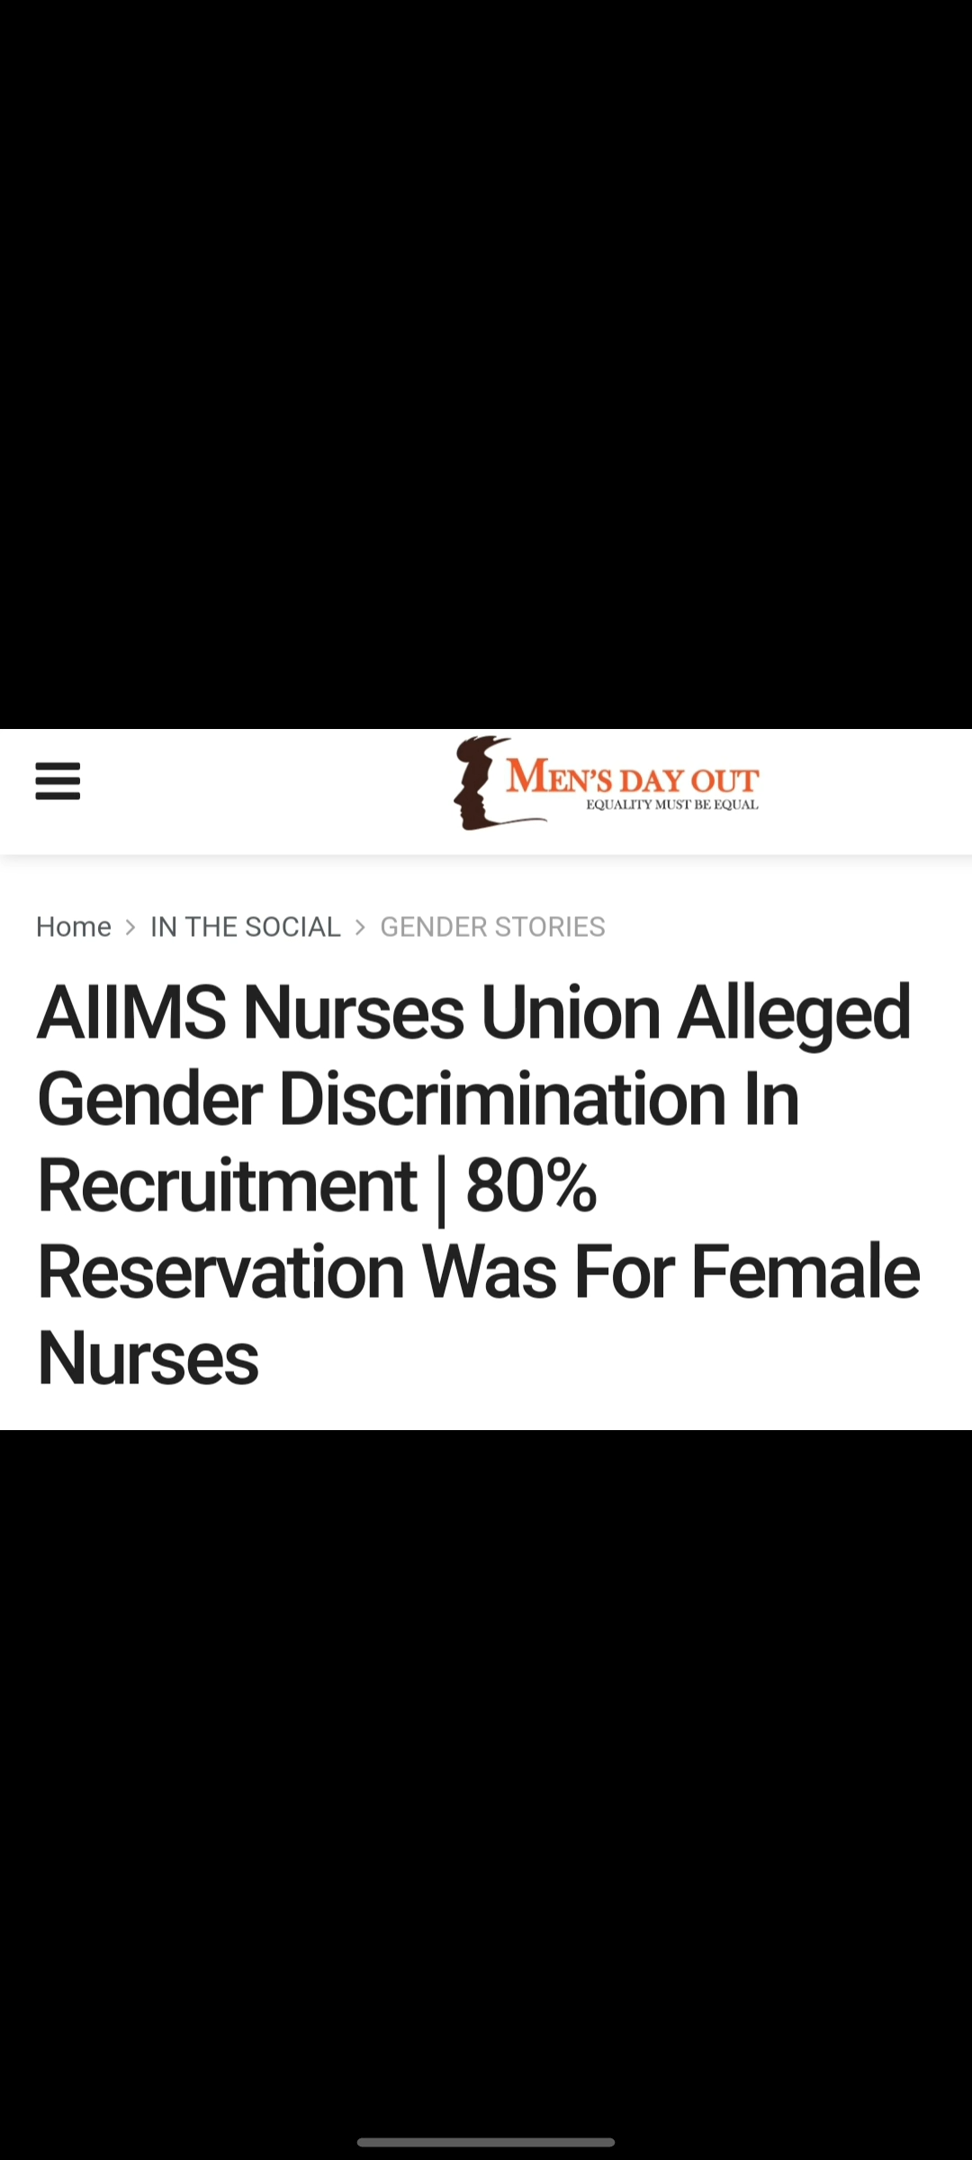 MEN'S DAY OUT
EQUALITY MUST BE EQUAL
Home > IN THE SOCIAL > GENDER STORIES
AIIMS Nurses Union Alleged
Gender Discrimination In
Recruitment | 80%
Reservation Was For Female
Nurses